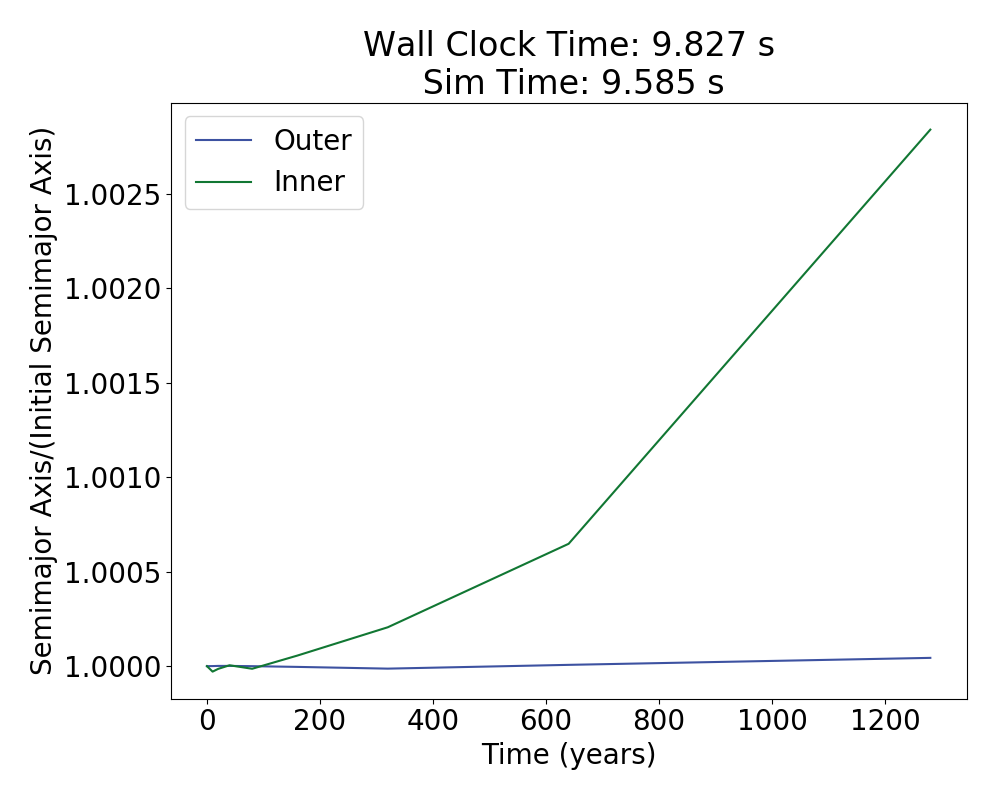 Wall Clock Time: 9.827 s
Sim Time: 9.585 s
Outer
Inner
Semimajor Axis/(Initial Semimajor Axis)
1.0025
1.0020
1.0015
1.0010
1.0005
1.0000
0 200 400 600 800 1000 1200
Time (years)